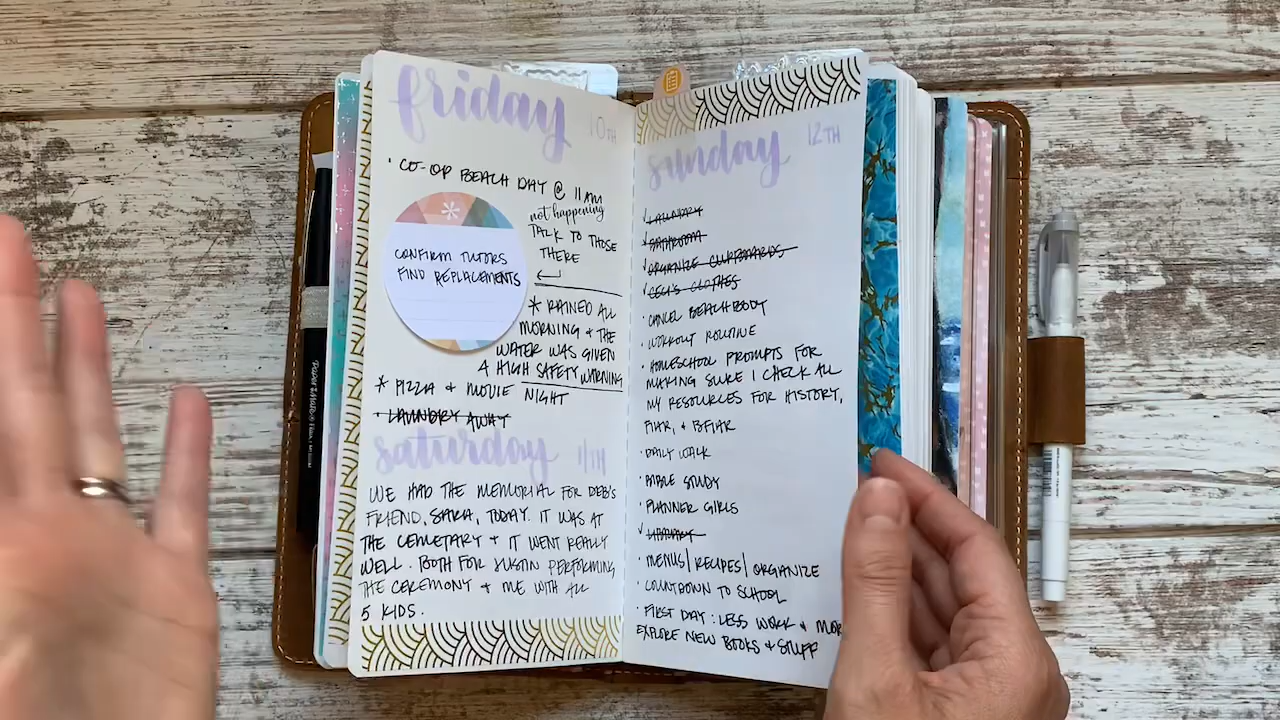 friday 10TH
· CO-OP BEACH DAY @ 11AM
not happening
TALK TO THOSE
THERE
CONFIRM TUTORS
FIND REPLACEMENTS
* RAINED ALL
MORNING + THE
WATER WAS GIVEN
A HIGH SAFETY WARNING
* PIZZA + MOVIE NIGHT
· LAUNDRY AWAY
saturday 11TH
WE HAD THE MEMORIAL FOR DEB'S
FRIEND, SARA, TODAY. IT WAS AT
THE CEMETARY + IT WENT REALLY
WELL. BOTH FOR JUSTIN PERFORMING
THE CEREMONY + ME WITH ALL
5 KIDS.
sunday 12TH
✓ LAUNDRY
✓ BATHROOM
✓ ORGANIZE CUPBOARDS
✓ CECI'S CLOTHES
· CANCEL BEACHBODY
· WORKOUT ROUTINE
· HOMESCHOOL PROMPTS FOR
MAKING SURE I CHECK ALL
MY RESOURCES FOR HISTORY,
FIAR, & BFIAR
· DAILY WALK
· BIBLE STUDY
· PLANNER GIRLS
✓ LIBRARY
· MENUS/RECIPES/ORGANIZE
· COUNTDOWN TO SCHOOL
· FIRST DAY: LESS WORK + MOR
EXPLORE NEW BOOKS + STUFF